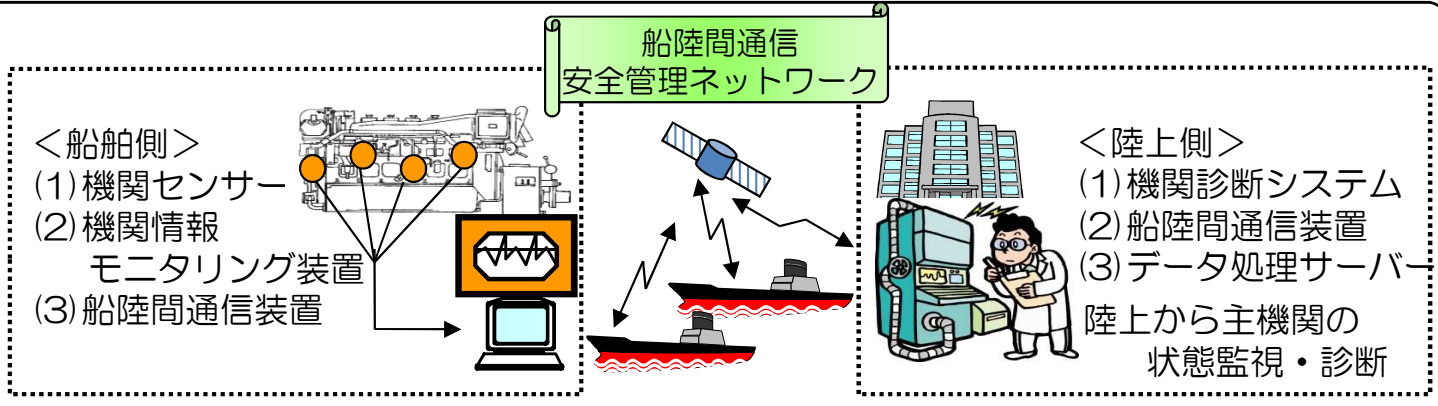 船陸間通信
安全管理ネットワーク
＜船舶側＞
(1)機関センサー
(2)機関情報
モニタリング装置
(3)船陸間通信装置
＜陸上側＞
(1)機関診断システム
(2)船陸間通信装置
(3)データ処理サーバー
陸上から主機関の
状態監視・診断